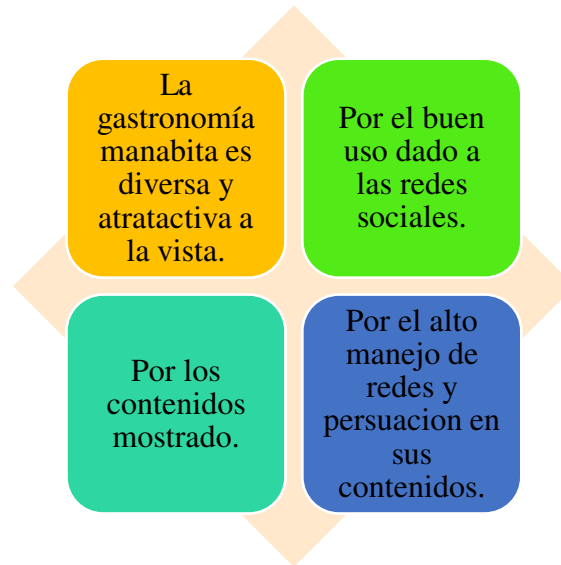 La
gastronomía
manabita es
diversa y
atratactiva a
la vista.
Por el buen
uso dado a
las redes
sociales.
Por los
contenidos
mostrado.
Por el alto
manejo de
redes y
persuacion en
sus
contenidos.